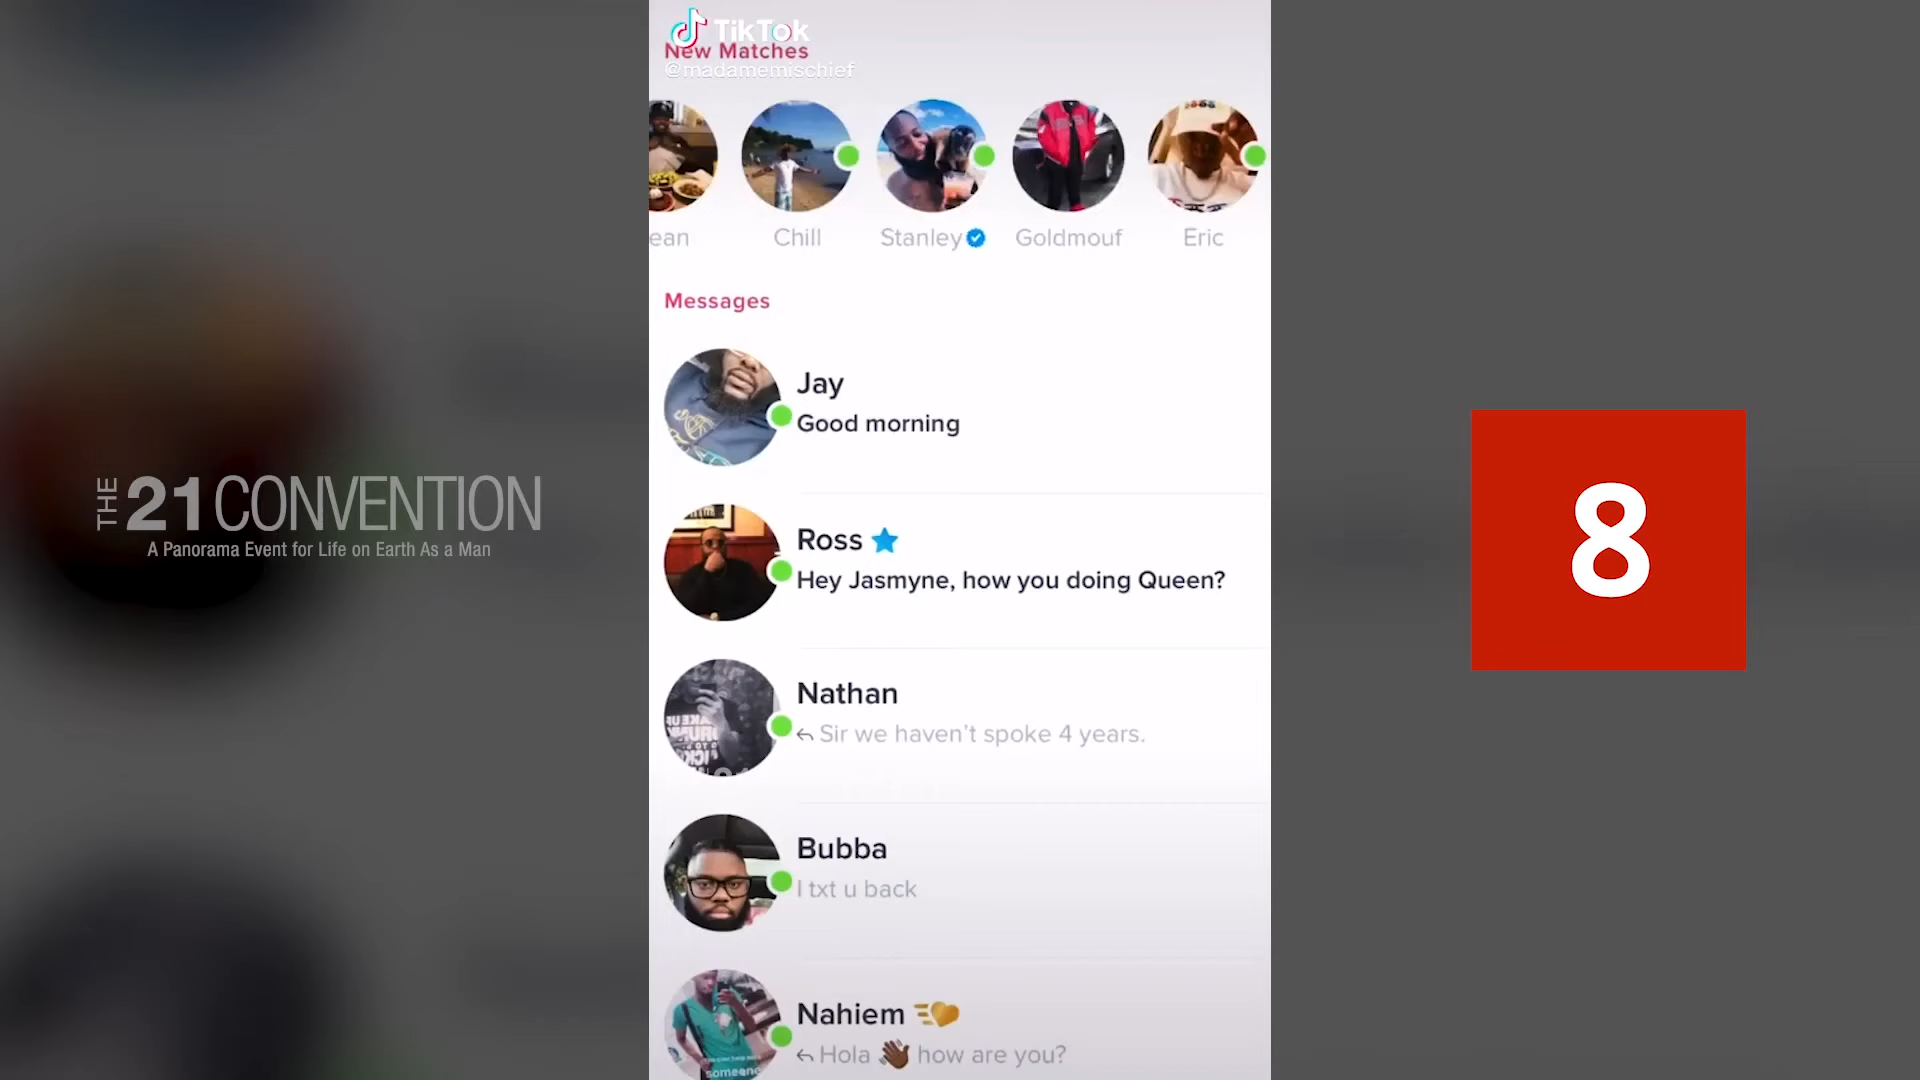 TikTok
New Matches
@madamemischief
ean
Chill
Stanley
Goldmouf
Eric
Messages
Jay
Good morning
Ross
Hey Jasmyne, how you doing Queen?
Nathan
Sir we haven't spoke 4 years.
Bubba
I txt u back
Nahiem
Hola 👋🏾 how are you?
someone
THE 21 CONVENTION
A Panorama Event for Life on Earth As a Man
8